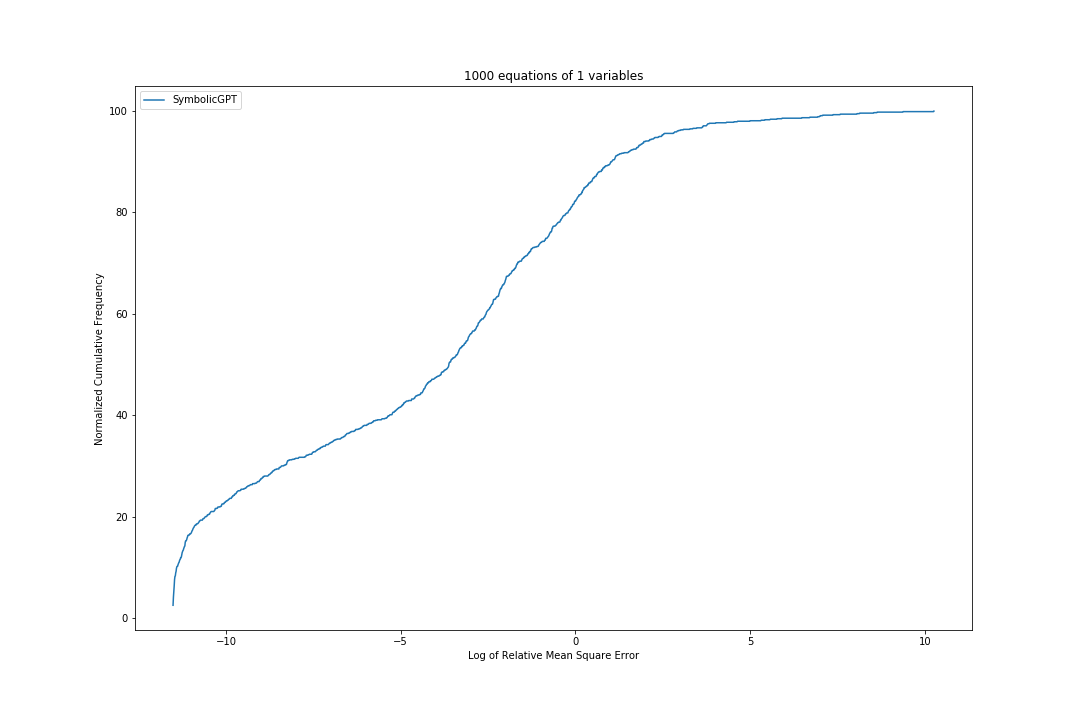 1000 equations of 1 variables
SymbolicGPT
100
80
60
40
20
0
Normalized Cumulative Frequency
−10
−5
0
5
10
Log of Relative Mean Square Error